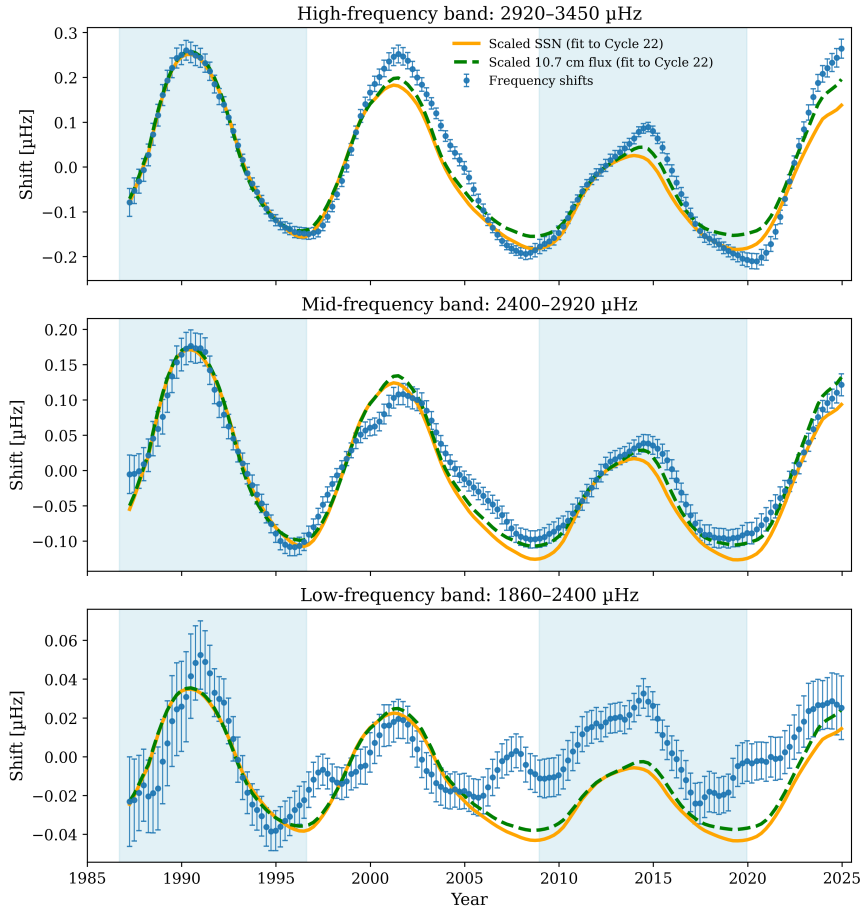 High-frequency band: 2920–3450 µHz
Scaled SSN (fit to Cycle 22)
Scaled 10.7 cm flux (fit to Cycle 22)
Frequency shifts
Shift [µHz]
0.3
0.2
0.1
0.0
−0.1
−0.2
Mid-frequency band: 2400–2920 µHz
Shift [µHz]
0.20
0.15
0.10
0.05
0.00
−0.05
−0.10
Low-frequency band: 1860–2400 µHz
Shift [µHz]
0.06
0.04
0.02
0.00
−0.02
−0.04
1985 1990 1995 2000 2005 2010 2015 2020 2025
Year